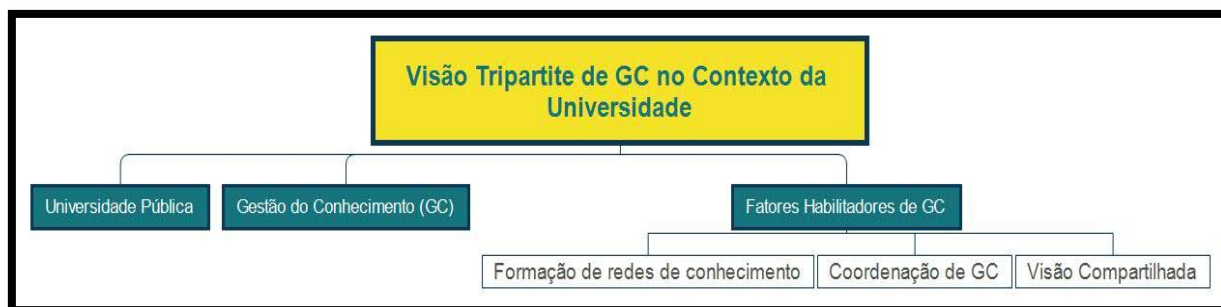 Visão Tripartite de GC no Contexto da
Universidade
Universidade Pública
Gestão do Conhecimento (GC)
Fatores Habilitadores de GC
Formação de redes de conhecimento
Coordenação de GC
Visão Compartilhada